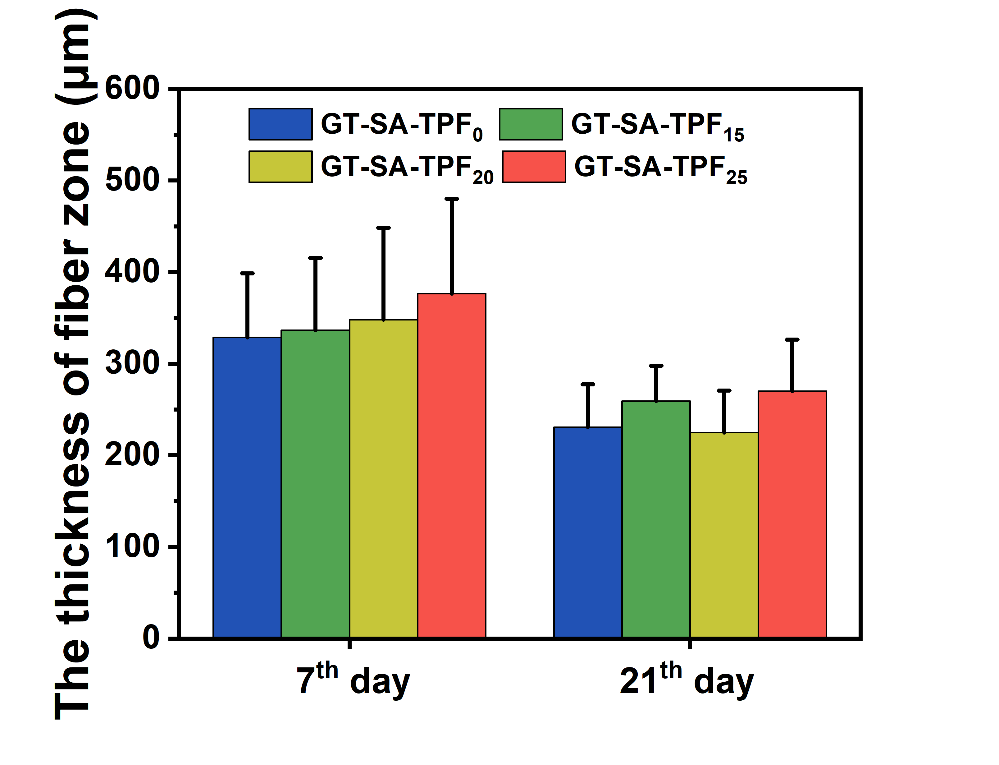 The thickness of fiber zone (μm)
600
500
400
300
200
100
0
GT-SA-TPF₀ GT-SA-TPF₁₅
GT-SA-TPF₂₀ GT-SA-TPF₂₅
7ᵗʰ day 21ᵗʰ day